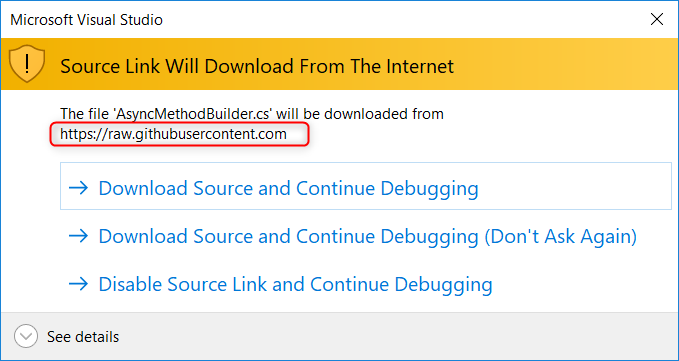 Microsoft Visual Studio
Source Link Will Download From The Internet
The file 'AsyncMethodBuilder.cs' will be downloaded from
https://raw.githubusercontent.com
Download Source and Continue Debugging
Download Source and Continue Debugging (Don't Ask Again)
Disable Source Link and Continue Debugging
See details